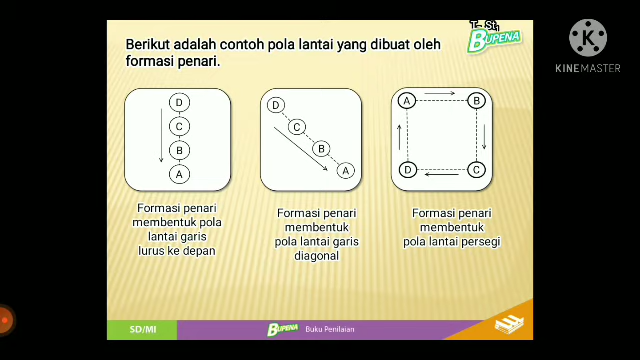 Berikut adalah contoh pola lantai yang dibuat oleh
formasi penari.
BUPENA
KINEMASTER
D
C
B
A
Formasi penari
membentuk pola
lantai garis
lurus ke depan
D
C
B
A
Formasi penari
membentuk
pola lantai garis
diagonal
A
B
D
C
Formasi penari
membentuk
pola lantai persegi
SD/MI
BUPENA Buku Penilaian